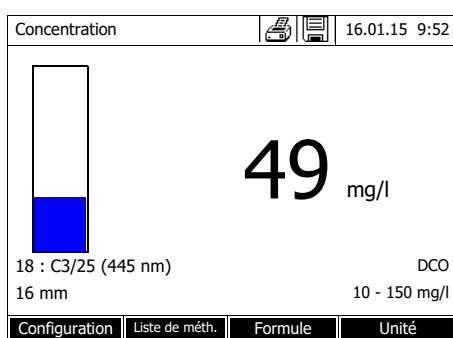 Concentration 16.01.15 9:52
49 mg/l
18 : C3/25 (445 nm) DCO
16 mm 10 - 150 mg/l
Configuration Liste de méth. Formule Unité